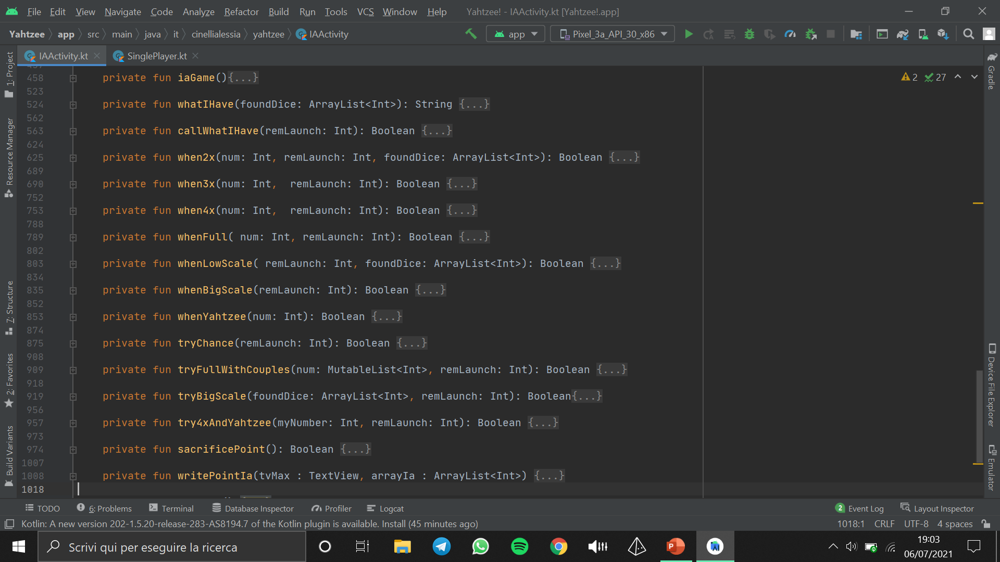 File Edit View Navigate Code Analyze Refactor Build Run Tools VCS Window Help Yahtzee! - IAActivity.kt [Yahtzee!.app]
Yahtzee app src main java it cinellialessia yahtzee IAActivity app Pixel_3a_API_30_x86
IAActivity.kt SinglePlayer.kt
1: Project
Resource Manager
7: Structure
2: Favorites
Build Variants
458 private fun iaGame(){...} 2 27
523
524 private fun whatIHave(foundDice: ArrayList<Int>): String {...}
562
563 private fun callWhatIHave(remLaunch: Int): Boolean {...}
624
625 private fun when2x(num: Int, remLaunch: Int, foundDice: ArrayList<Int>): Boolean {...}
689
690 private fun when3x(num: Int,  remLaunch: Int): Boolean {...}
752
753 private fun when4x(num: Int,  remLaunch: Int): Boolean {...}
788
789 private fun whenFull( num: Int, remLaunch: Int): Boolean {...}
802
803 private fun whenLowScale( remLaunch: Int, foundDice: ArrayList<Int>): Boolean {...}
834
835 private fun whenBigScale(remLaunch: Int): Boolean {...}
852
853 private fun whenYahtzee(num: Int): Boolean {...}
874
875 private fun tryChance(remLaunch: Int): Boolean {...}
908
909 private fun tryFullWithCouples(num: MutableList<Int>, remLaunch: Int): Boolean {...}
918
919 private fun tryBigScale(foundDice: ArrayList<Int>, remLaunch: Int): Boolean{...}
956
957 private fun try4xAndYahtzee(myNumber: Int, remLaunch: Int): Boolean {...}
973
974 private fun sacrificePoint(): Boolean {...}
1007
1008 private fun writePointIa(tvMax : TextView, arrayIa : ArrayList<Int>) {...}
1018
Gradle
Device File Explorer
Emulator
TODO 6: Problems Terminal Database Inspector Profiler Logcat 2 Event Log Layout Inspector
Kotlin: A new version 202-1.5.20-release-283-AS8194.7 of the Kotlin plugin is available. Install (45 minutes ago) 1018:1 CRLF UTF-8 4 spaces
Scrivi qui per eseguire la ricerca
19:03
06/07/2021